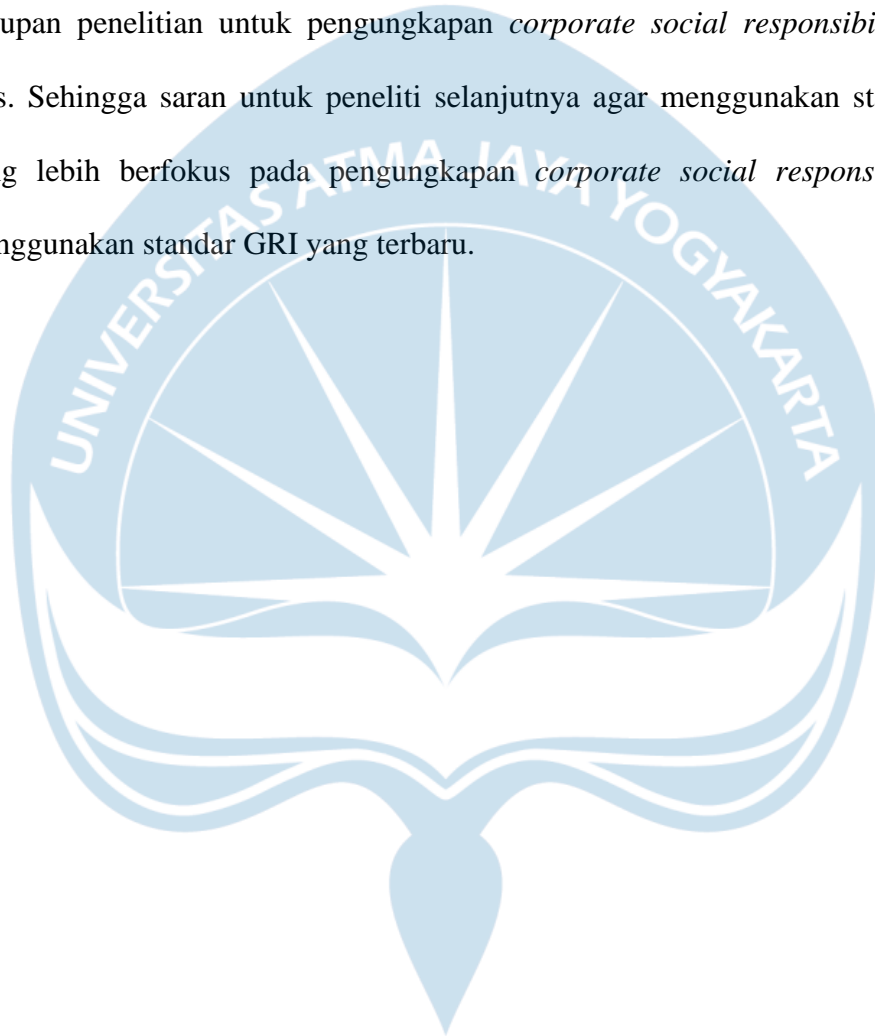 upan penelitian untuk pengungkapan corporate social responsibi
s. Sehingga saran untuk peneliti selanjutnya agar menggunakan st
g lebih berfokus pada pengungkapan corporate social respons
nggunakan standar GRI yang terbaru.
UNIVERSITAS ATMA JAYA YOGYAKARTA